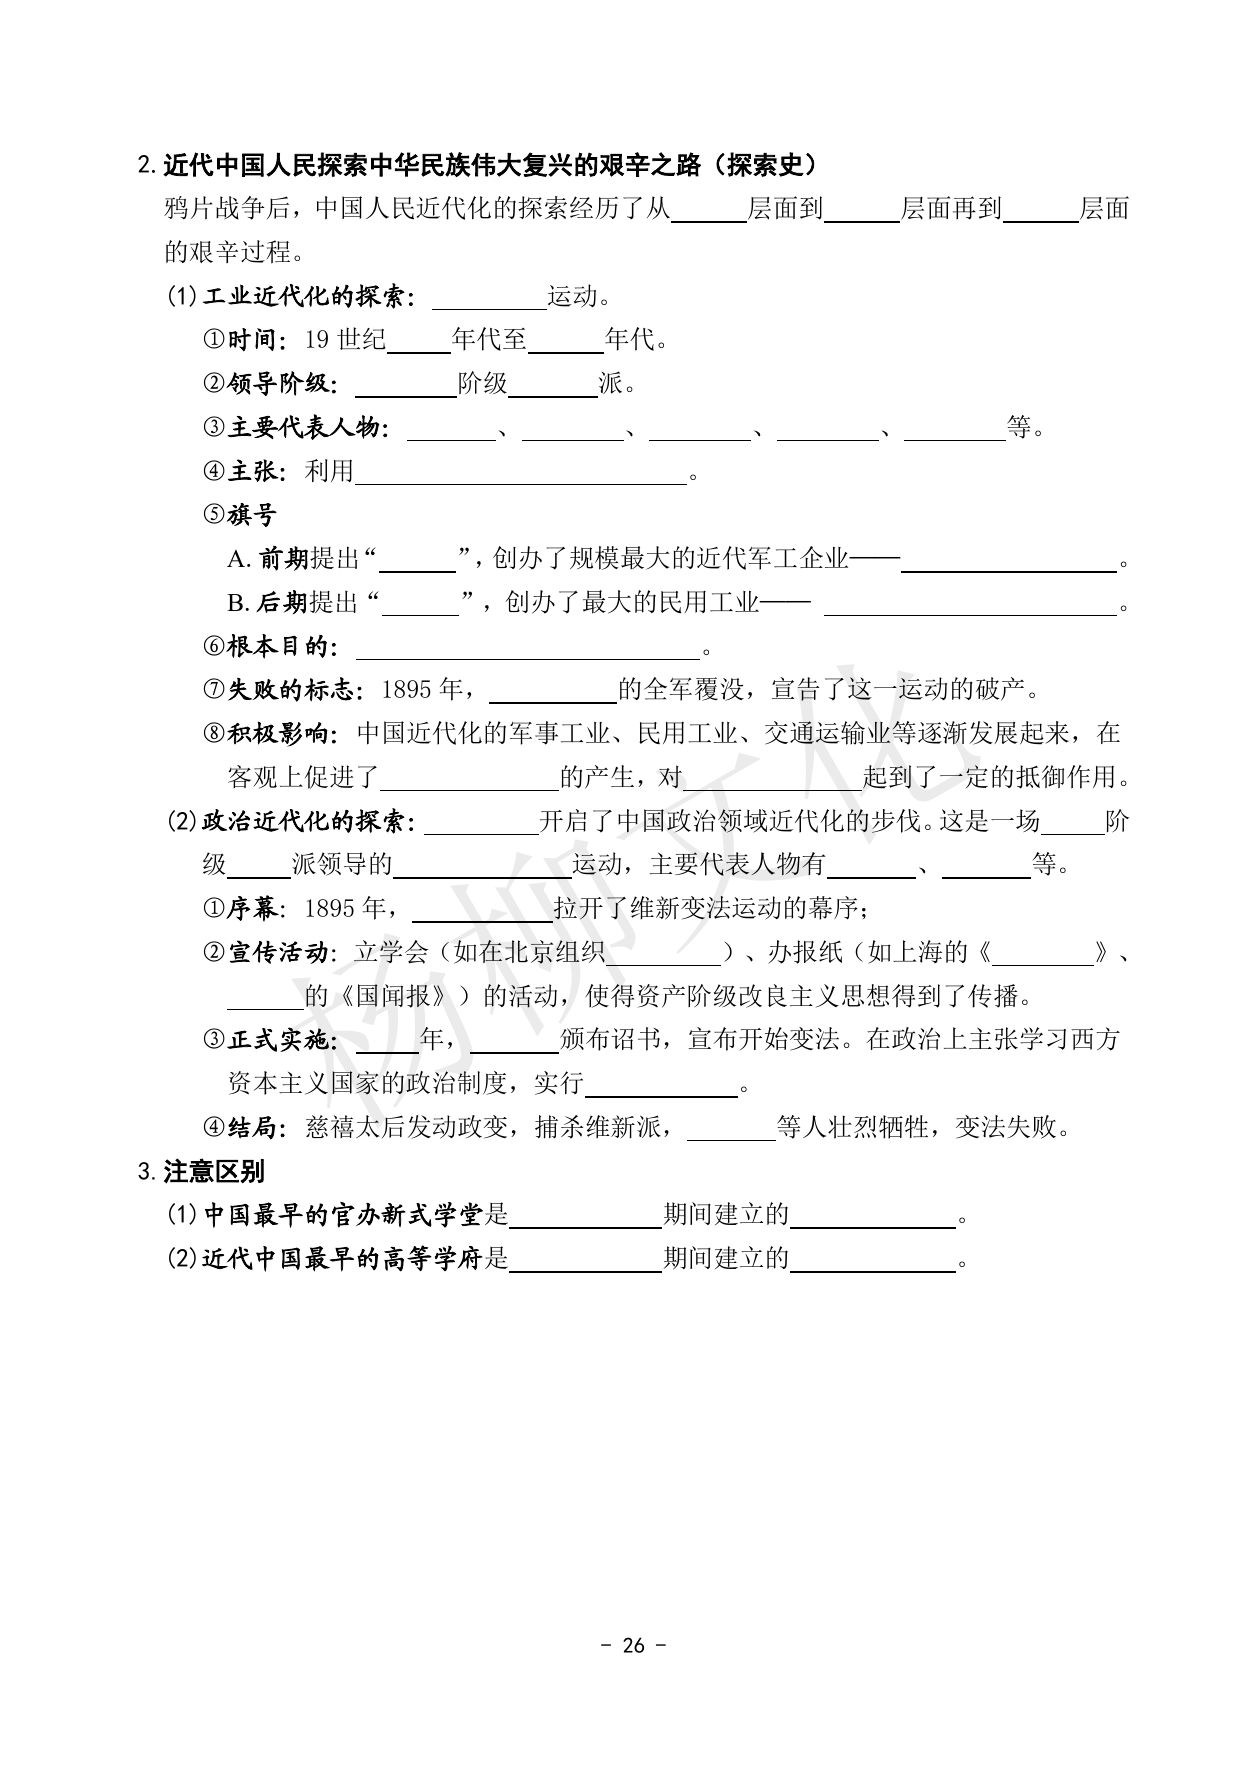 2. 近代中国人民探索中华民族伟大复兴的艰辛之路（探索史）
鸦片战争后，中国人民近代化的探索经历了从______层面到______层面再到______层面
的艰辛过程。
(1)工业近代化的探索：_________运动。
①时间：19 世纪_____年代至______年代。
②领导阶级：________阶级_______派。
③主要代表人物：_______、________、________、________、________等。
④主张：利用__________________________。
⑤旗号
A. 前期提出“______”，创办了规模最大的近代军工企业——_________________。
B. 后期提出“______”，创办了最大的民用工业——_______________________。
⑥根本目的：___________________________。
⑦失败的标志：1895 年，__________的全军覆没，宣告了这一运动的破产。
⑧积极影响：中国近代化的军事工业、民用工业、交通运输业等逐渐发展起来，在
客观上促进了______________的产生，对______________起到了一定的抵御作用。
(2)政治近代化的探索：_________开启了中国政治领域近代化的步伐。这是一场_____阶
级_____派领导的______________运动，主要代表人物有_______、_______等。
①序幕：1895 年，___________拉开了维新变法运动的幕序；
②宣传活动：立学会（如在北京组织_________）、办报纸（如上海的《________》、
______的《国闻报》）的活动，使得资产阶级改良主义思想得到了传播。
③正式实施：_____年，_______颁布诏书，宣布开始变法。在政治上主张学习西方
资本主义国家的政治制度，实行____________。
④结局：慈禧太后发动政变，捕杀维新派，_______等人壮烈牺牲，变法失败。
3. 注意区别
(1)中国最早的官办新式学堂是____________期间建立的_____________。
(2)近代中国最早的高等学府是____________期间建立的_____________。
杨柳文化
- 26 -